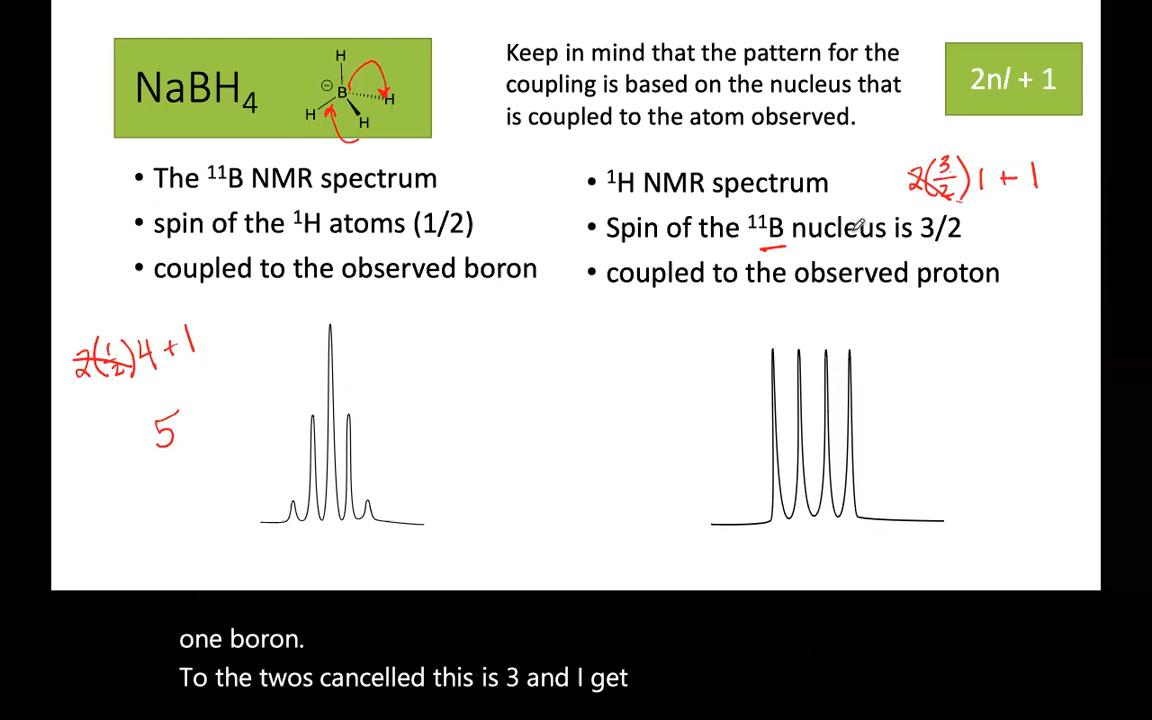 NaBH4
H
⊖
B
H
H
H
Keep in mind that the pattern for the
coupling is based on the nucleus that
is coupled to the atom observed.
2nI + 1
• The 11B NMR spectrum
• spin of the 1H atoms (1/2)
• coupled to the observed boron
• 1H NMR spectrum
2(3/2)1 + 1
• Spin of the 11B nucleus is 3/2
• coupled to the observed proton
2(1/2)4 + 1
5
one boron.
To the twos cancelled this is 3 and I get